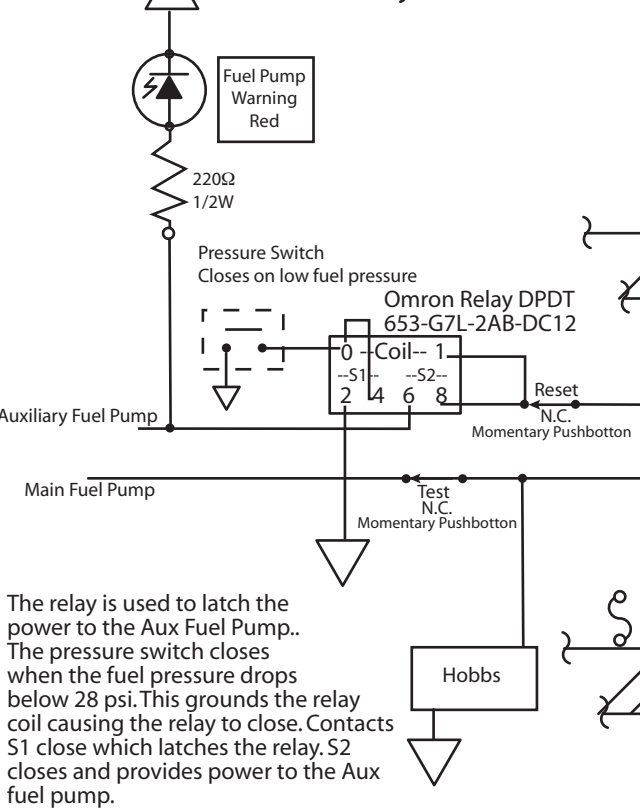 Fuel Pump
Warning
Red
220Ω
1/2W
Pressure Switch
Closes on low fuel pressure
Omron Relay DPDT
653-G7L-2AB-DC12
0 --Coil-- 1
--S1-- --S2--
2 4 6 8
Reset
N.C.
Momentary Pushbotton
Auxiliary Fuel Pump
Main Fuel Pump
Test
N.C.
Momentary Pushbotton
Hobbs
The relay is used to latch the
power to the Aux Fuel Pump..
The pressure switch closes
when the fuel pressure drops
below 28 psi. This grounds the relay
coil causing the relay to close. Contacts
S1 close which latches the relay. S2
closes and provides power to the Aux
fuel pump.